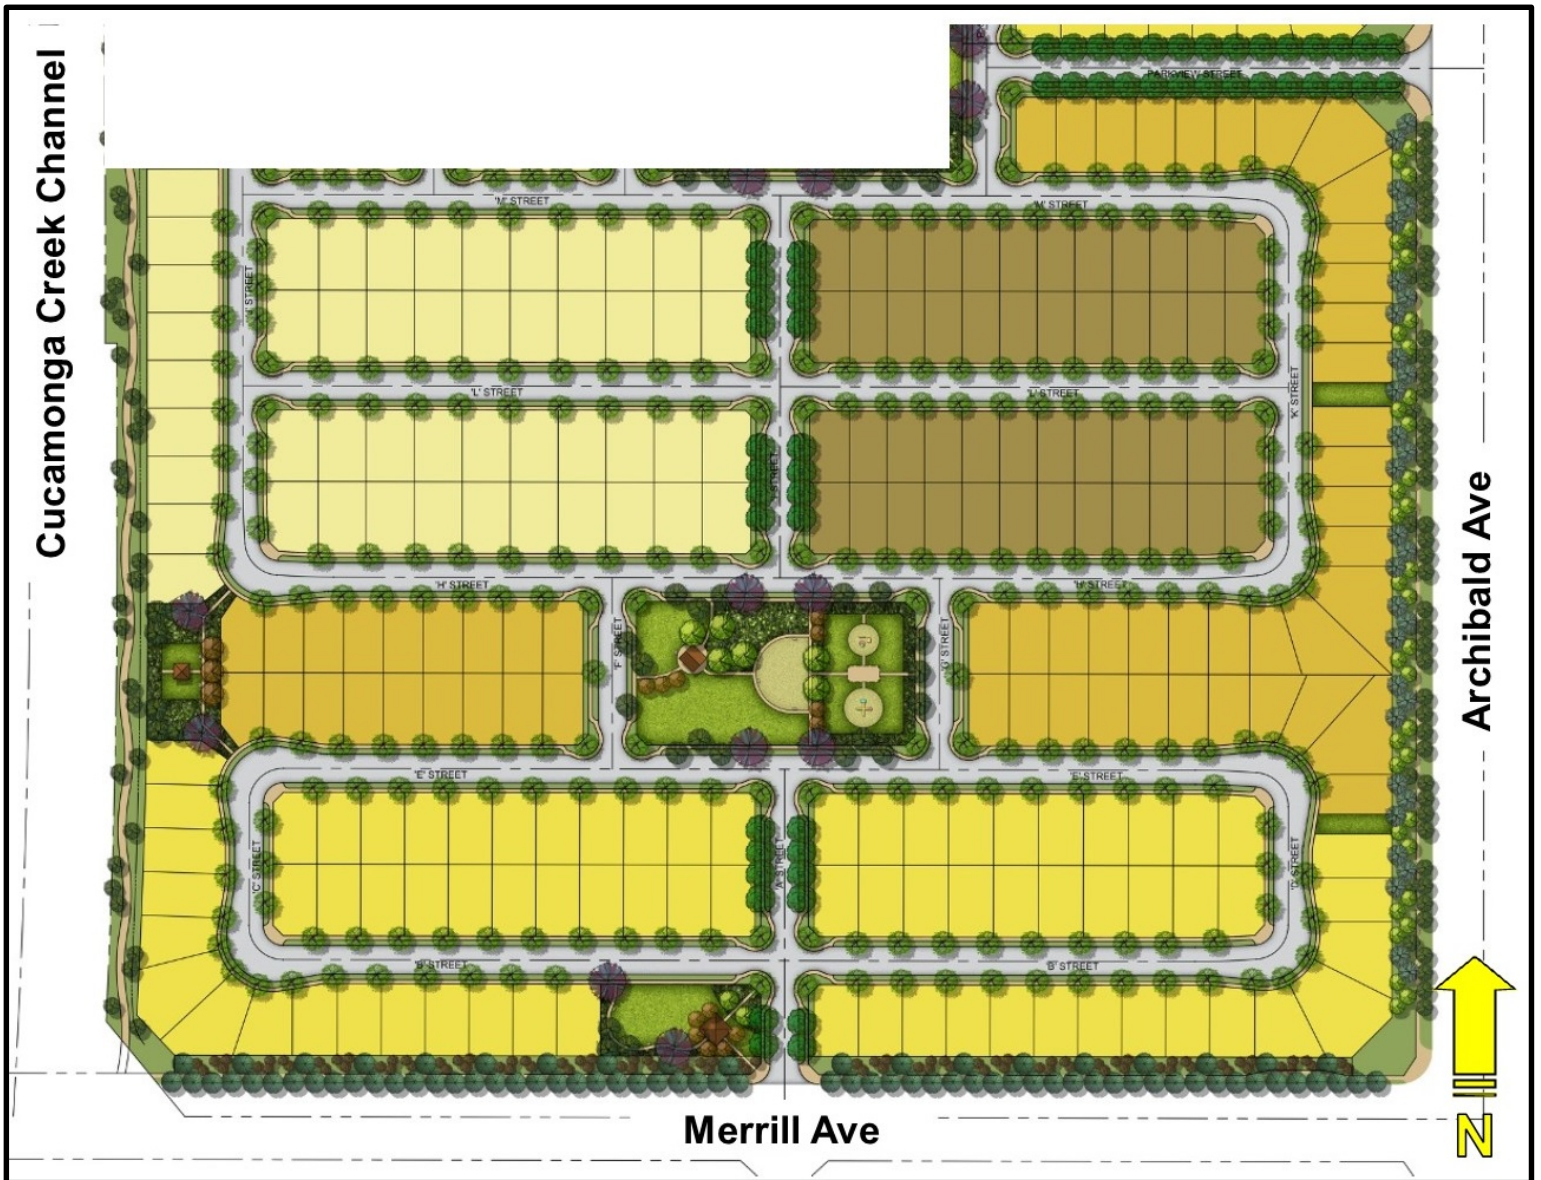 Cucamonga Creek Channel
PARKVIEW STREET
'M' STREET
'M' STREET
'L' STREET
'L' STREET
'K' STREET
'H' STREET
'H' STREET
'F' STREET
'G' STREET
Archibald Ave
'E' STREET
'E' STREET
'C' STREET
'A' STREET
'D' STREET
'B' STREET
'B' STREET
Merrill Ave
N